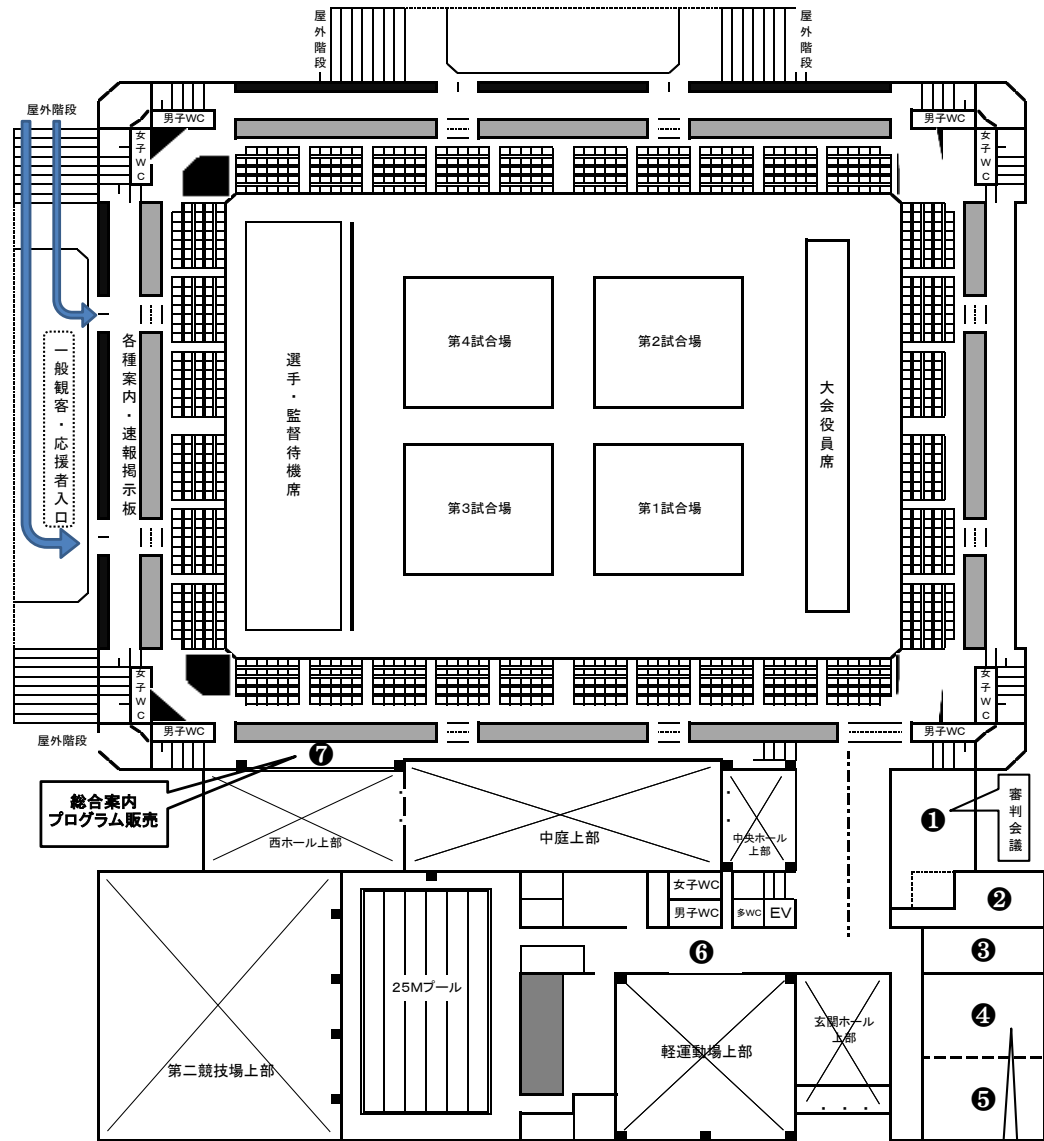 屋外階段
屋外階段
屋外階段
男子WC
男子WC
女子WC
女子WC
各種案内・速報掲示板
一般観客・応援者入口
選手・監督待機席
第4試合場
第2試合場
大会役員席
第3試合場
第1試合場
女子WC
女子WC
男子WC
男子WC
屋外階段
❼
総合案内
プログラム販売
西ホール上部
中庭上部
中央ホール
上部
❶
審判会議
女子WC
男子WC
多WC
EV
❷
❸
❻
25Mプール
❹
玄関ホール
上部
軽運動場上部
第二競技場上部
❺